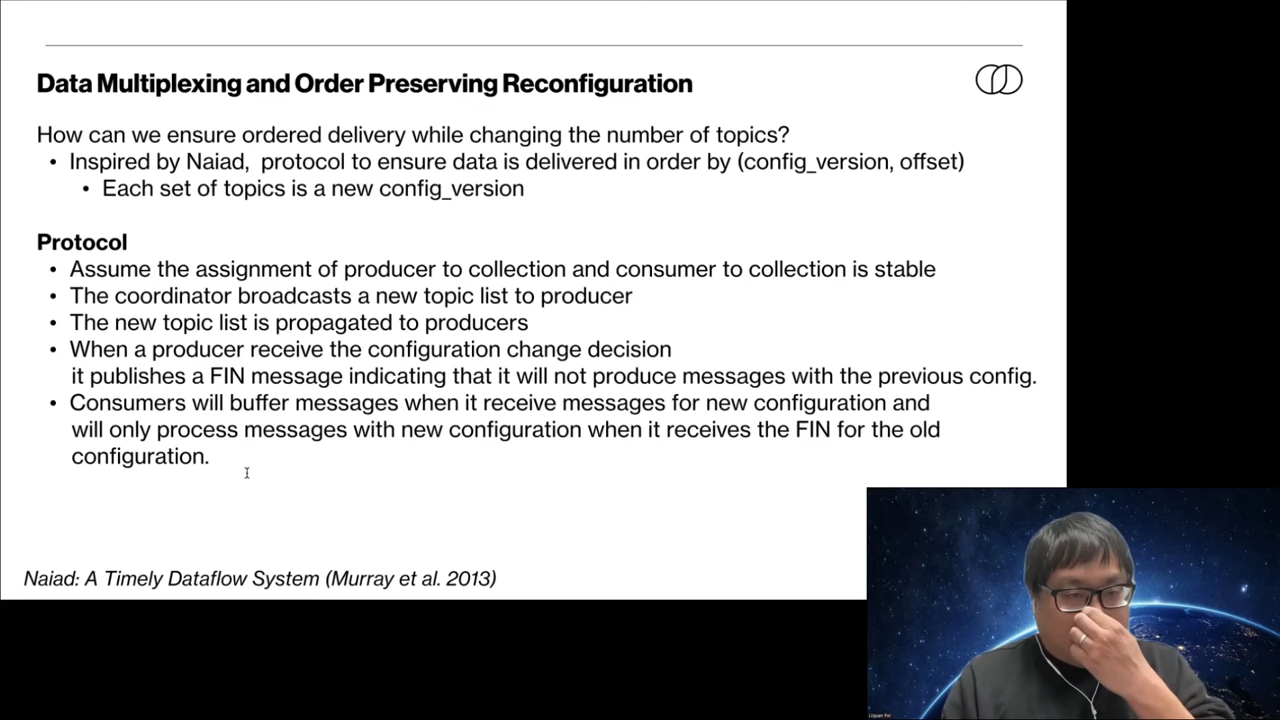 Data Multiplexing and Order Preserving Reconfiguration
How can we ensure ordered delivery while changing the number of topics?
• Inspired by Naiad, protocol to ensure data is delivered in order by (config_version, offset)
• Each set of topics is a new config_version
Protocol
• Assume the assignment of producer to collection and consumer to collection is stable
• The coordinator broadcasts a new topic list to producer
• The new topic list is propagated to producers
• When a producer receive the configuration change decision
it publishes a FIN message indicating that it will not produce messages with the previous config.
• Consumers will buffer messages when it receive messages for new configuration and
will only process messages with new configuration when it receives the FIN for the old
configuration.
Naiad: A Timely Dataflow System (Murray et al. 2013)
Liquan Pei